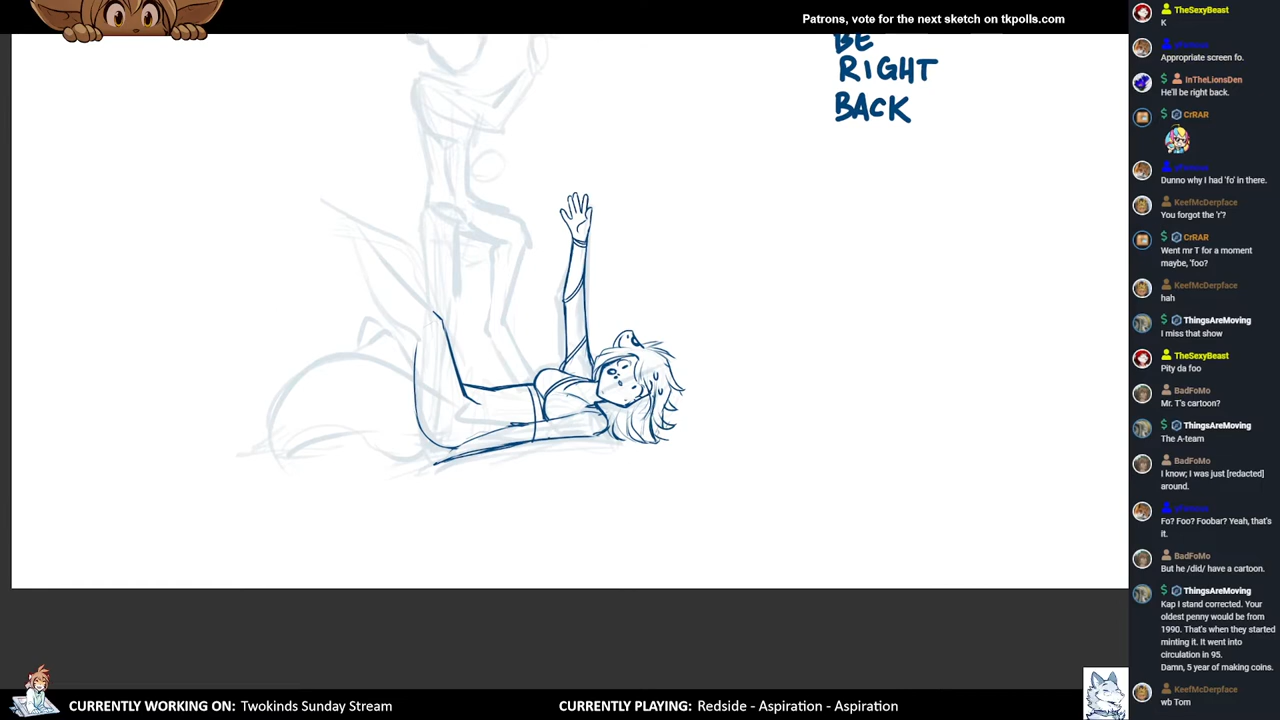 Patrons, vote for the next sketch on tkpolls.com
BE
RIGHT
BACK
TheSexyBeast
K
Appropriate screen fo.
$ InTheLionsDen
He'll be right back.
$ CrRAR
Dunno why I had 'fo' in there.
KeefMcDerpface
You forgot the 'r'?
$ CrRAR
Went mr T for a moment
maybe, 'foo?
KeefMcDerpface
hah
$ ThingsAreMoving
I miss that show
TheSexyBeast
Pity da foo
BadFoMo
Mr. T's cartoon?
$ ThingsAreMoving
The A-team
BadFoMo
I know; I was just [redacted]
around.
Fo? Foo? Foobar? Yeah, that's
it.
BadFoMo
But he /did/ have a cartoon.
$ ThingsAreMoving
Kap I stand corrected. Your
oldest penny would be from
1990. That's when they started
minting it. It went into
circulation in 95.
Damn, 5 year of making coins.
KeefMcDerpface
wb Tom
CURRENTLY WORKING ON: Twokinds Sunday Stream
CURRENTLY PLAYING: Redside - Aspiration - Aspiration